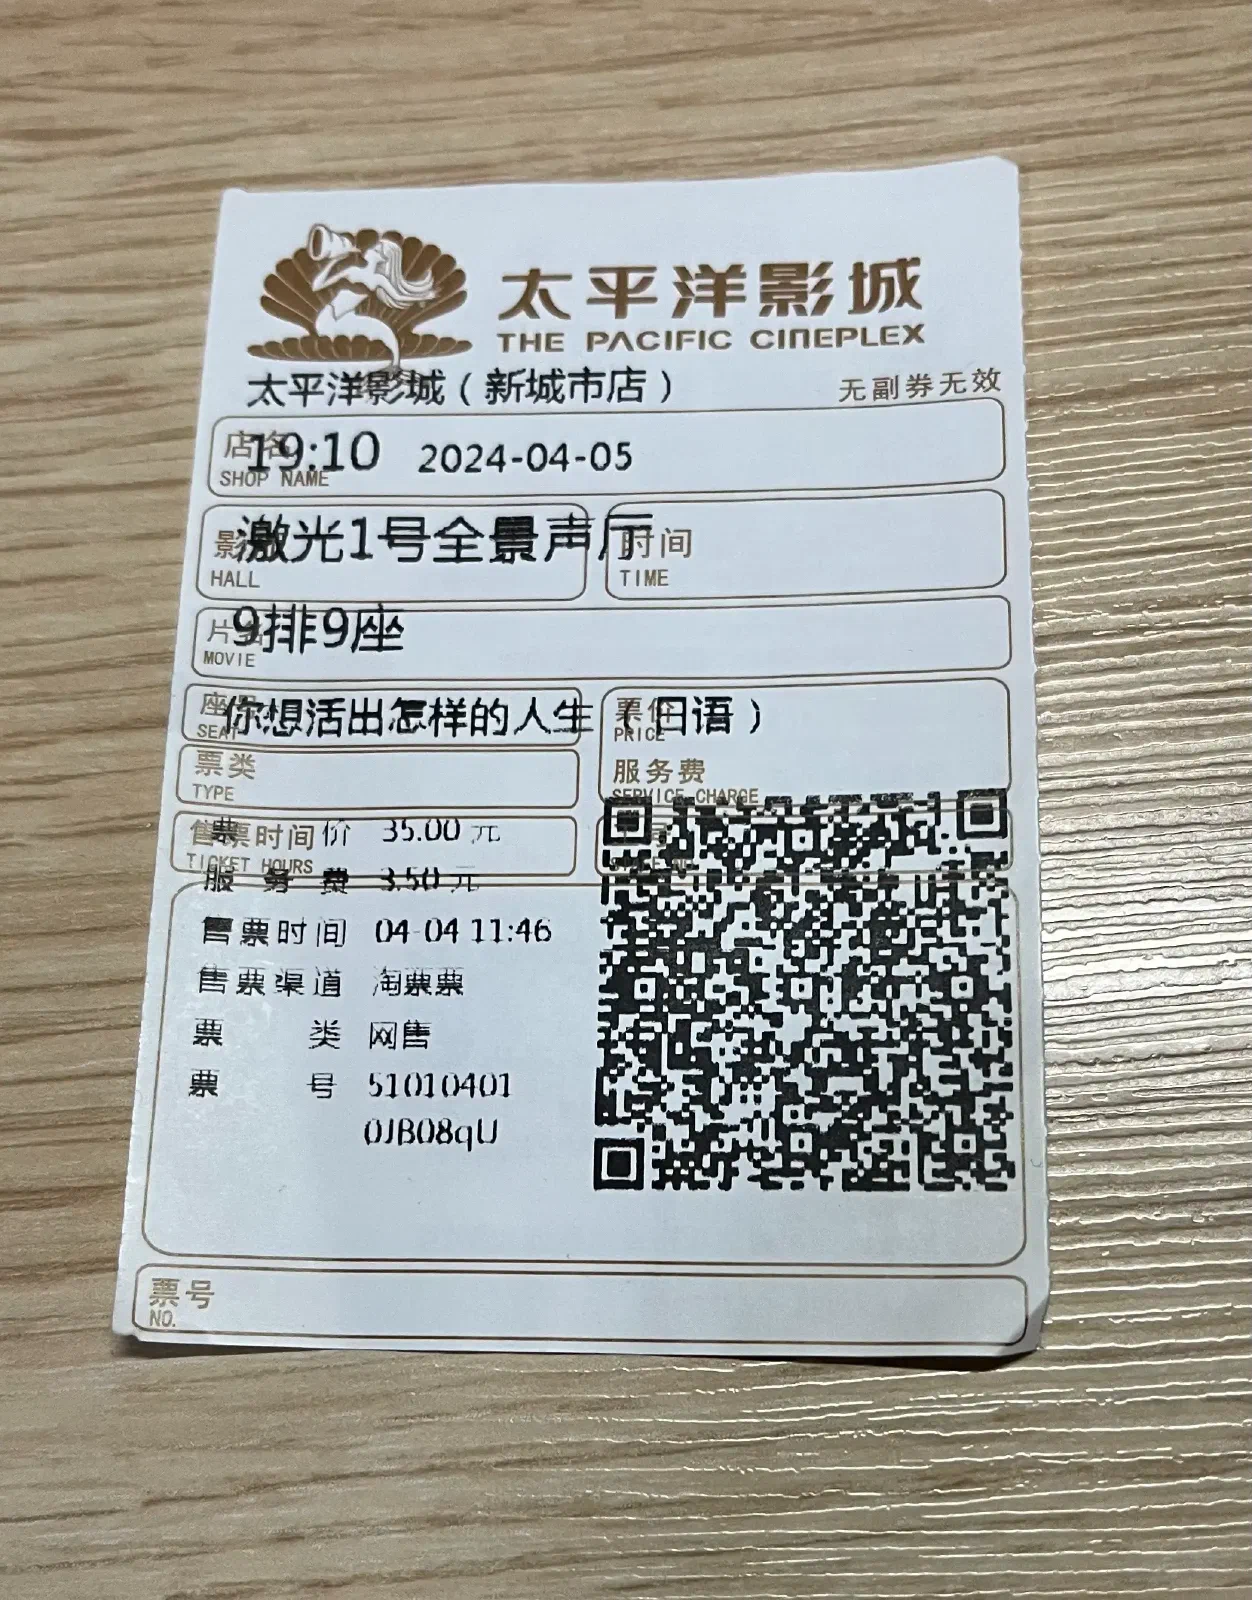 太平洋影城
THE PACIFIC CINEPLEX
太平洋影城（新城市店）
无副券无效
店名
SHOP NAME
19:10 2024-04-05
影
HALL
激光1号全景声厅
时间
TIME
片名
MOVIE
9排9座
座号
SEAT
你想活出怎样的人生（日语）
票价
PRICE
票类
TYPE
服务费
SERVICE CHARGE
售票时间
TICKET HOURS
票价 35.00 元
服务费 3.50 元
售票时间 04-04 11:46
售票渠道 淘票票
票类 网售
票号 51010401
0JB08qU
票号
NO.